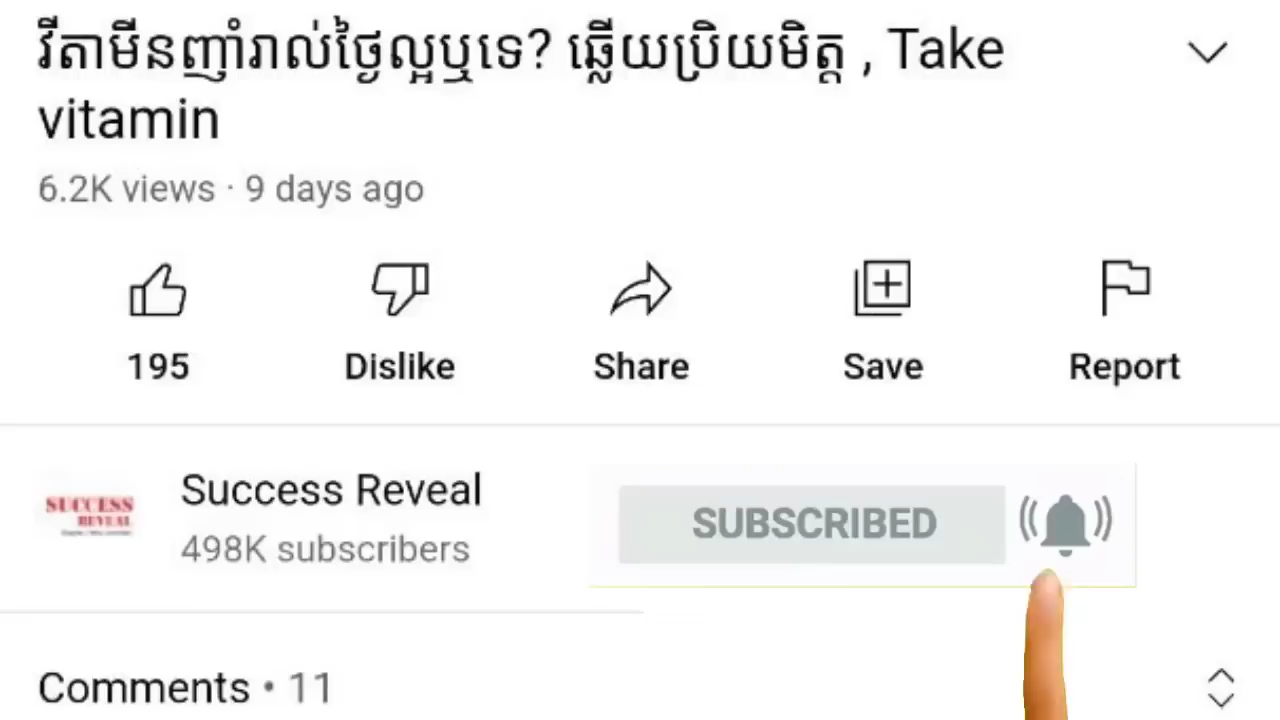 វីតាមីនញ៉ាំរាល់ថ្ងៃល្អឬទេ? ឆ្លើយប្រិយមិត្ត , Take
vitamin
6.2K views · 9 days ago
195 Dislike Share Save Report
SUCCESS
REVEAL
Success Reveal
498K subscribers
SUBSCRIBED
Comments • 11